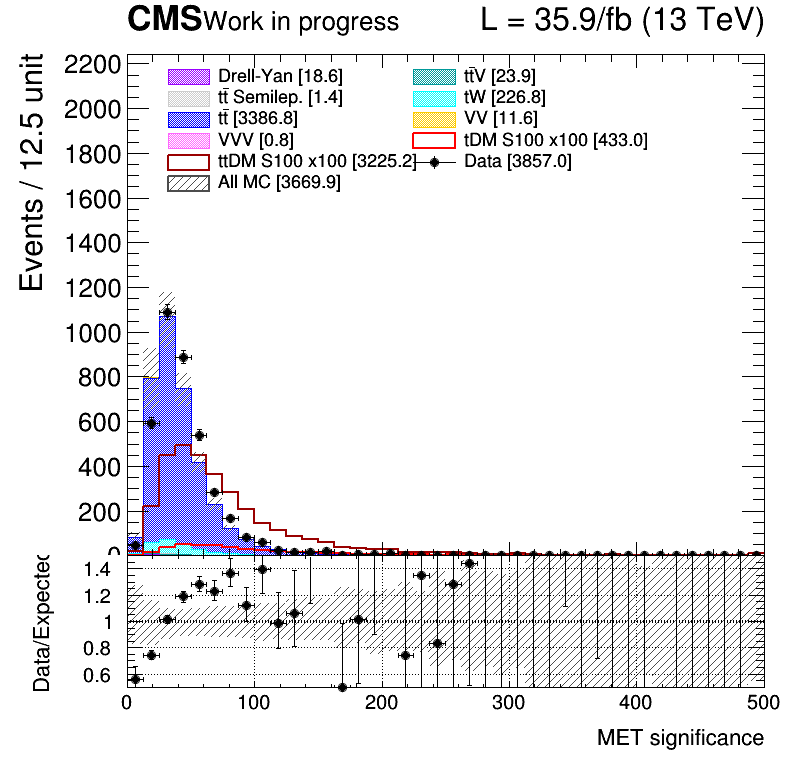 CMS Work in progress L = 35.9/fb (13 TeV)
Events / 12.5 unit
2200
2000
1800
1600
1400
1200
1000
800
600
400
200
0
Drell-Yan [18.6] tt̄V [23.9]
tt̄ Semilep. [1.4] tW [226.8]
tt̄ [3386.8] VV [11.6]
VVV [0.8] tDM S100 x100 [433.0]
ttDM S100 x100 [3225.2] Data [3857.0]
All MC [3669.9]
Data/Expected
1.4
1.2
1
0.8
0.6
0 100 200 300 400 500
MET significance